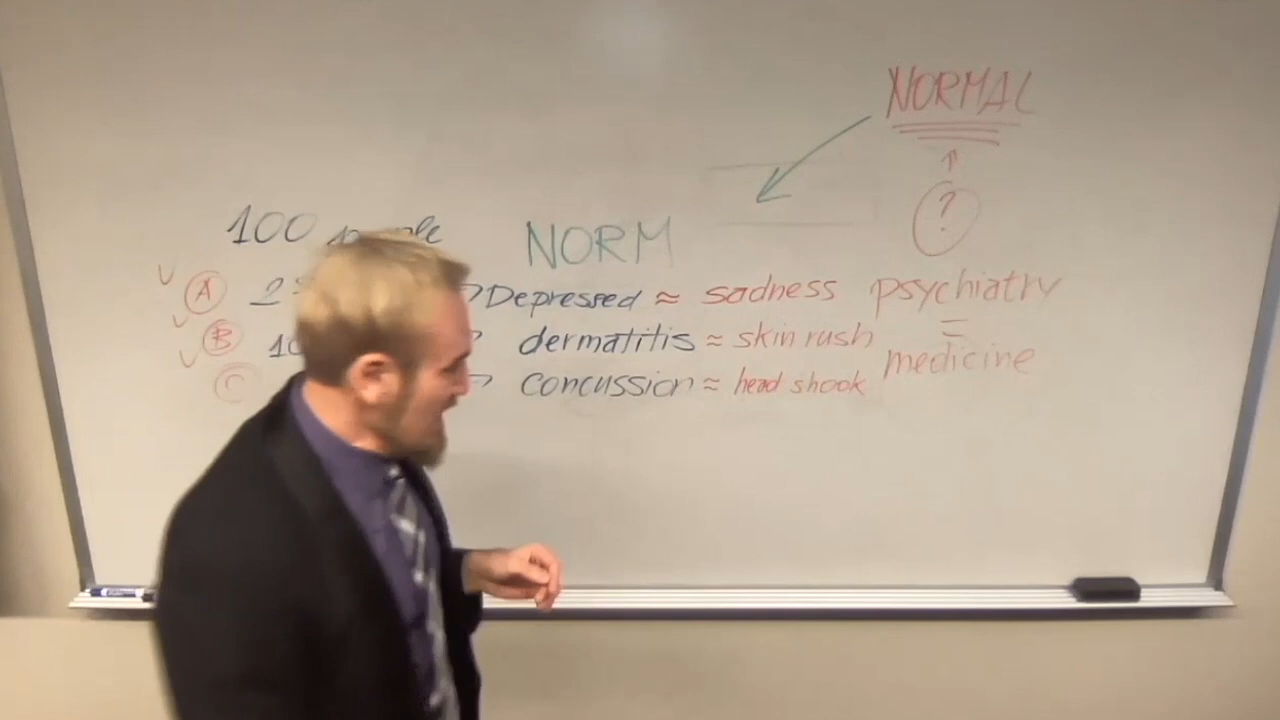 NORMAL
?
100
NORM
A Depressed ≈ sadness psychiatry
B dermatitis ≈ skin rush =
C concussion ≈ head shook medicine